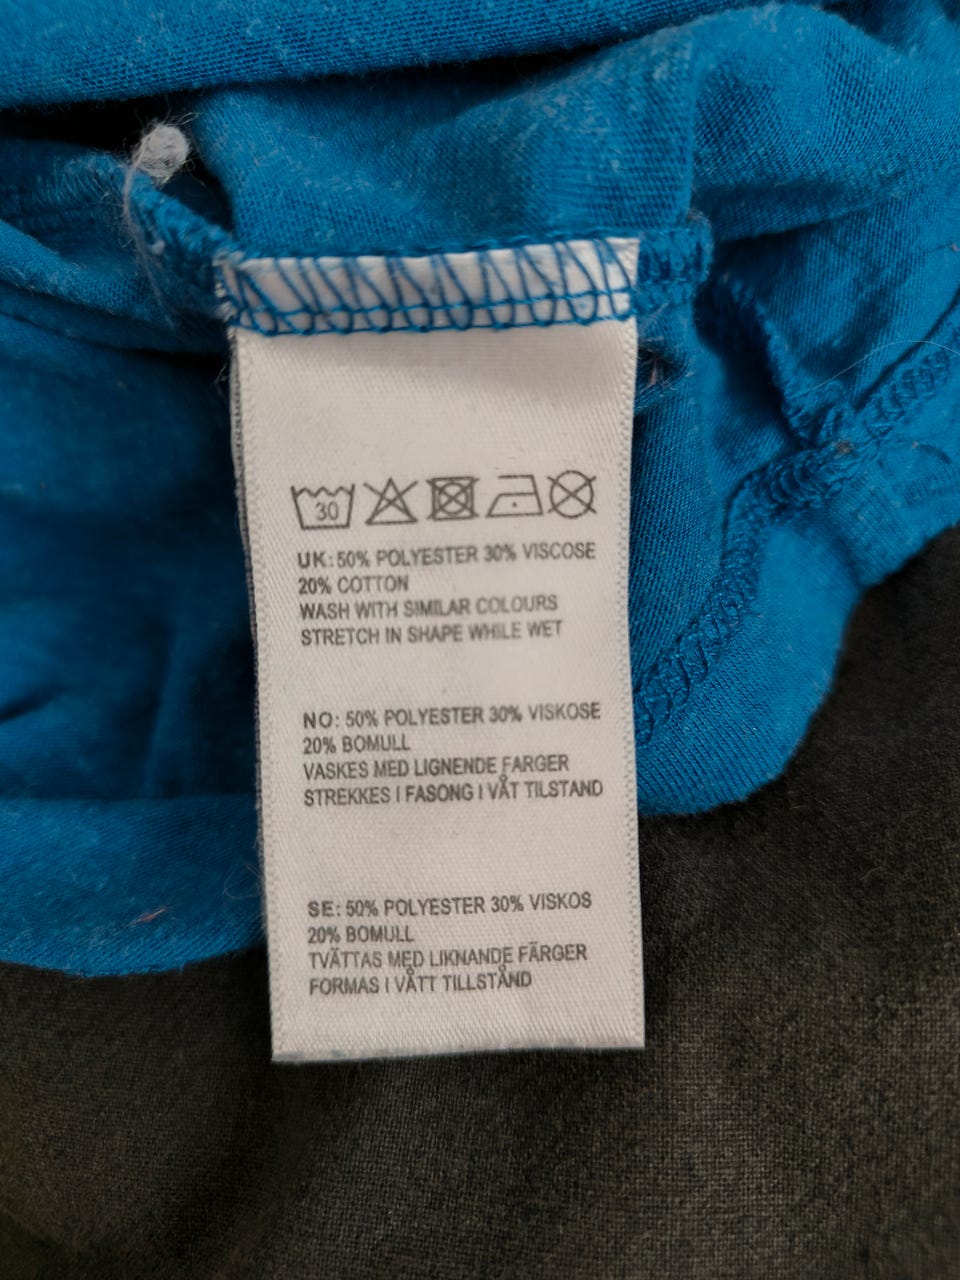 30
UK: 50% POLYESTER 30% VISCOSE
20% COTTON
WASH WITH SIMILAR COLOURS
STRETCH IN SHAPE WHILE WET
NO: 50% POLYESTER 30% VISKOSE
20% BOMULL
VASKES MED LIGNENDE FARGER
STREKKES I FASONG I VÅT TILSTAND
SE: 50% POLYESTER 30% VISKOS
20% BOMULL
TVÄTTAS MED LIKNANDE FÄRGER
FORMAS I VÅTT TILLSTÅND